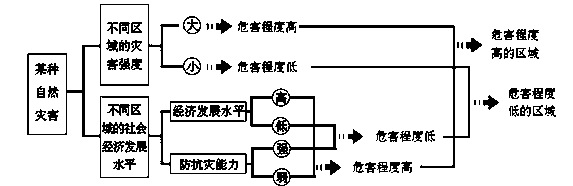 某种
自然
灾害
不同区
域的灾
害强度
大
危害程度高
小
危害程度低
危害程度
高的区域
危害程度
低的区域
不同区
域的社会
经济发展
水平
经济发展水平
高
低
防抗灾能力
强
弱
危害程度低
危害程度高